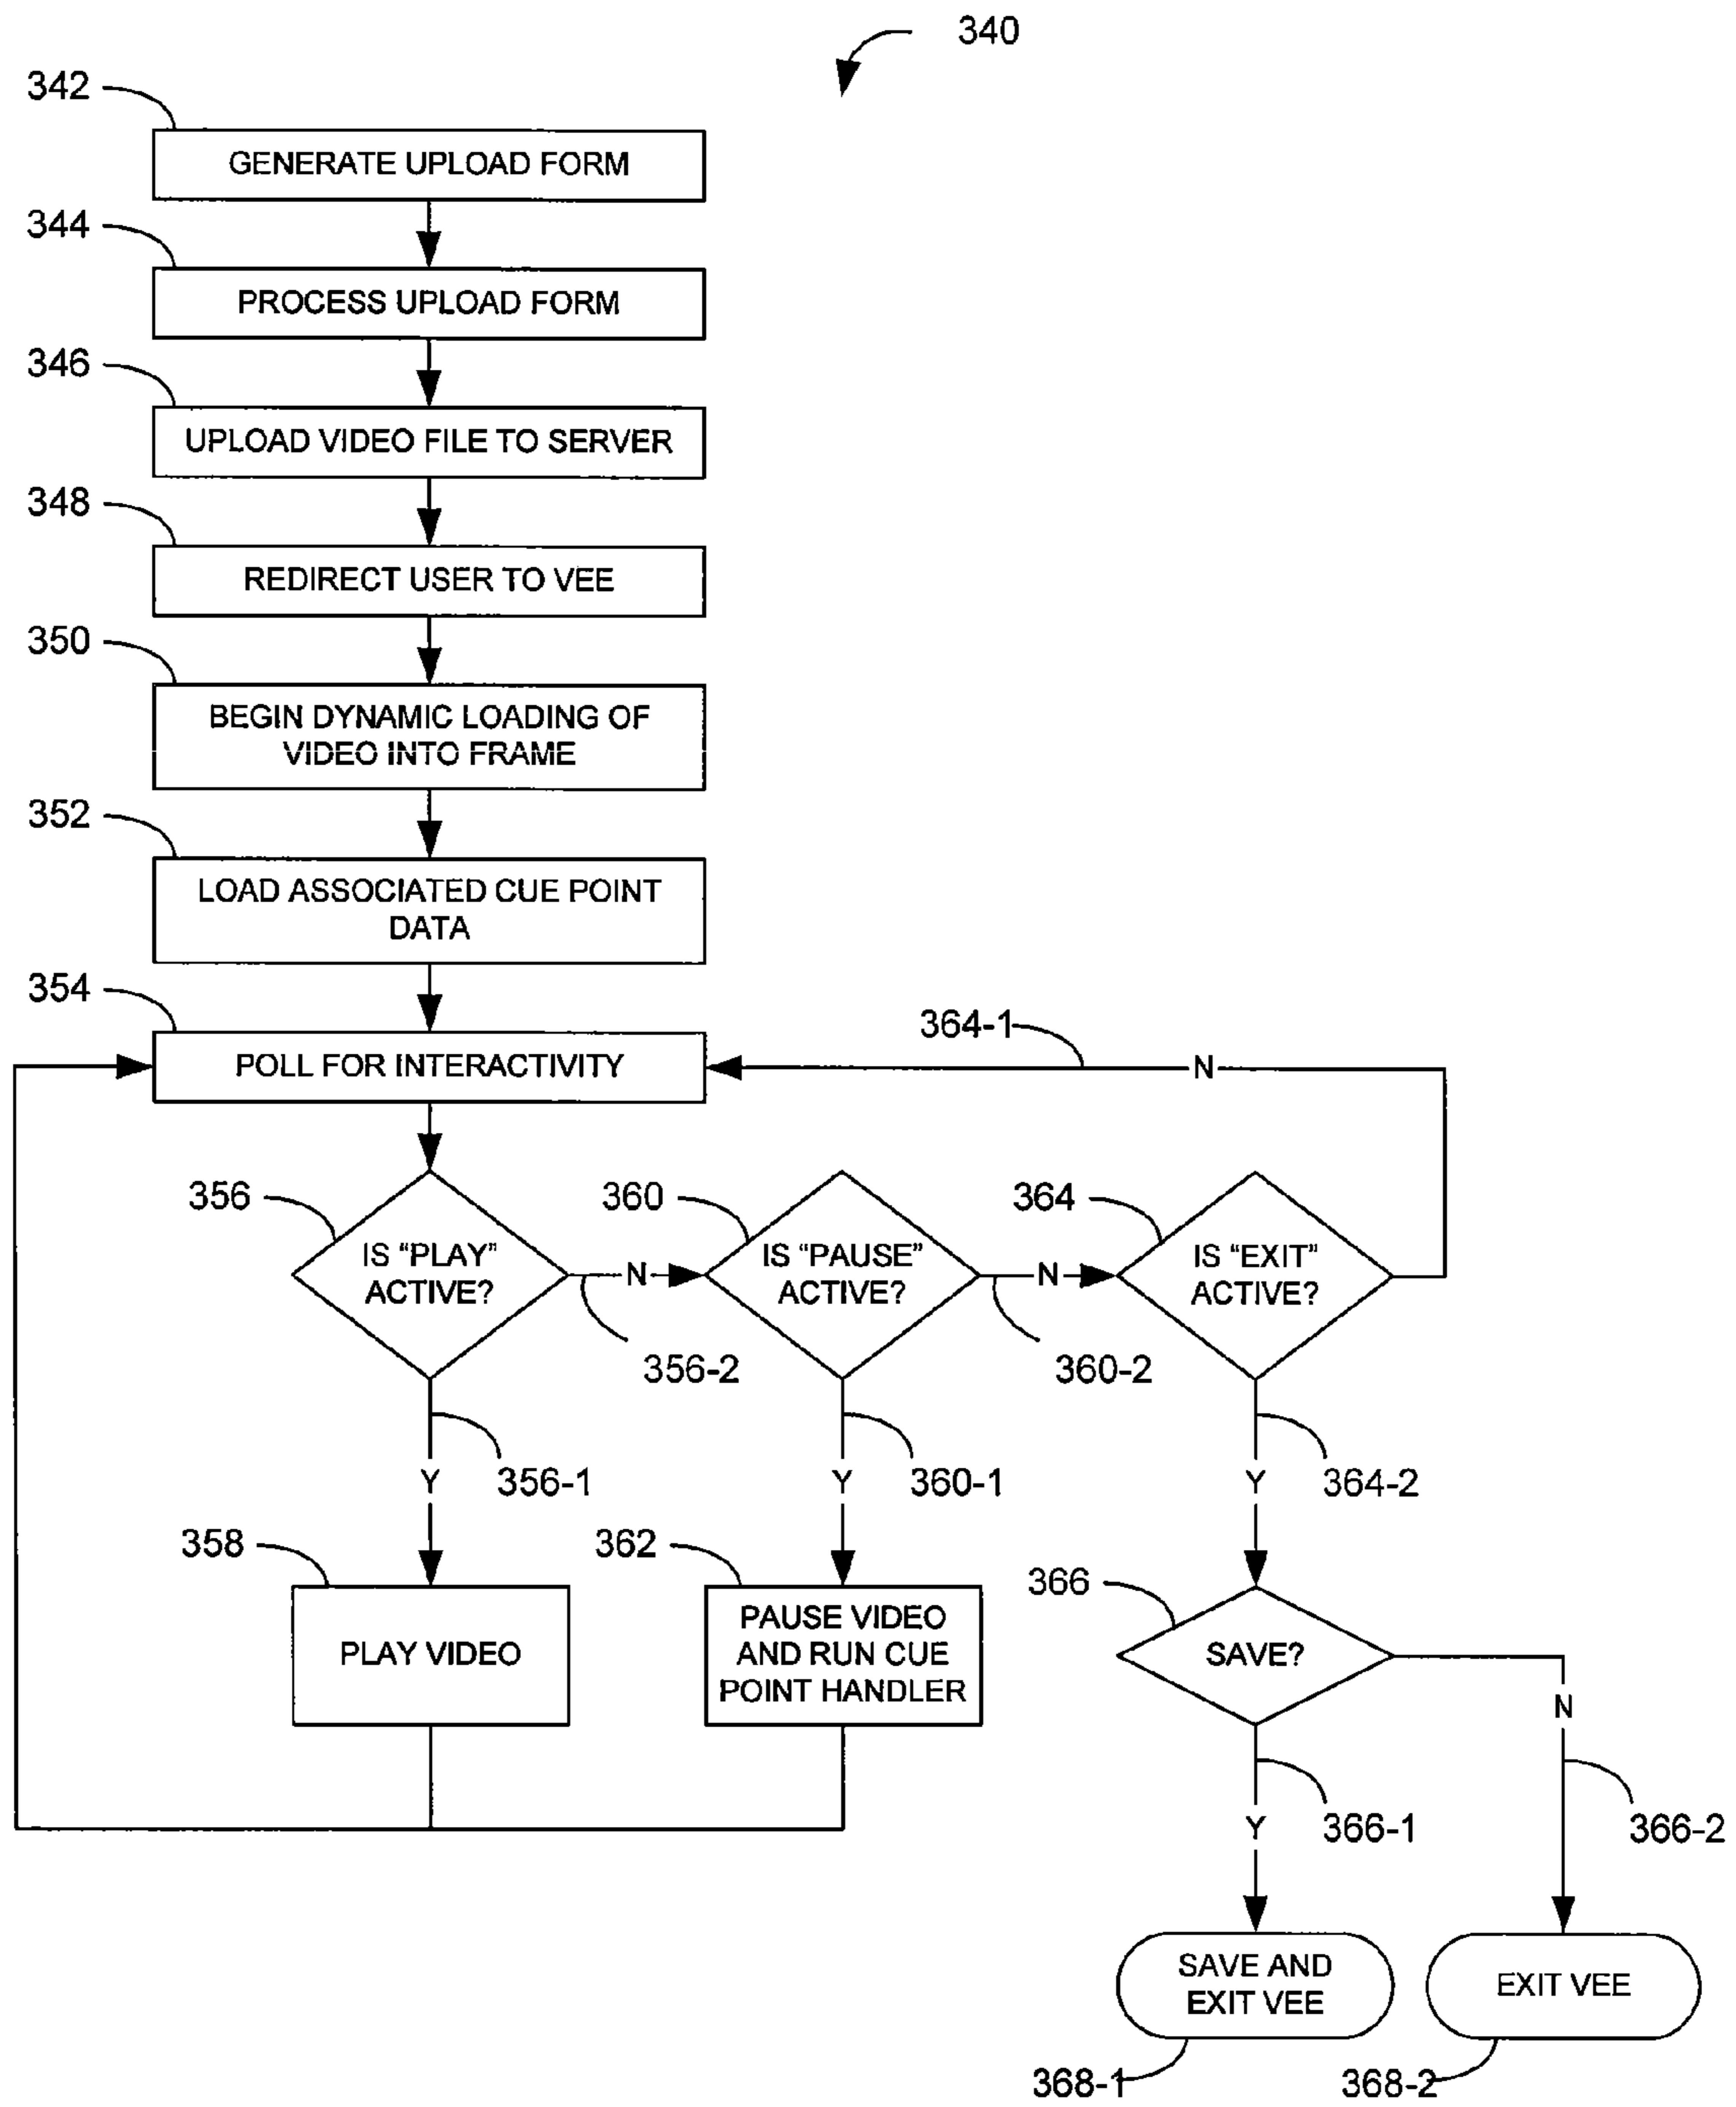 340
342
GENERATE UPLOAD FORM
344
PROCESS UPLOAD FORM
346
UPLOAD VIDEO FILE TO SERVER
348
REDIRECT USER TO VEE
350
BEGIN DYNAMIC LOADING OF
VIDEO INTO FRAME
352
LOAD ASSOCIATED CUE POINT
DATA
354
POLL FOR INTERACTIVITY
364-1
N
356
IS “PLAY”
ACTIVE?
N
356-2
360
IS “PAUSE”
ACTIVE?
N
360-2
364
IS “EXIT”
ACTIVE?
356-1
Y
360-1
Y
364-2
Y
358
PLAY VIDEO
362
PAUSE VIDEO
AND RUN CUE
POINT HANDLER
366
SAVE?
N
366-1
Y
366-2
SAVE AND
EXIT VEE
EXIT VEE
368-1
368-2